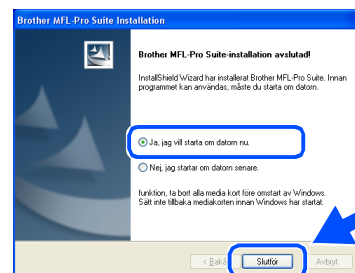 Brother MFL-Pro Suite Installation
Brother MFL-Pro Suite-installation avslutad!
InstallShield Wizard har installerat Brother MFL-Pro Suite. Innan
programmet kan användas, måste du starta om datorn.
Ja, jag vill starta om datorn nu.
Nej, jag startar om datorn senare.
funktion, ta bort alla media kort före omstart av Windows.
Sätt inte tillbaka mediakorten innan Windows har startat.
< Bakå Slutför Avbryt